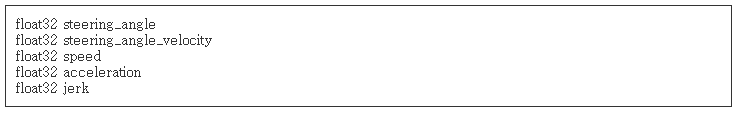 float32 steering_angle
float32 steering_angle_velocity
float32 speed
float32 acceleration
float32 jerk